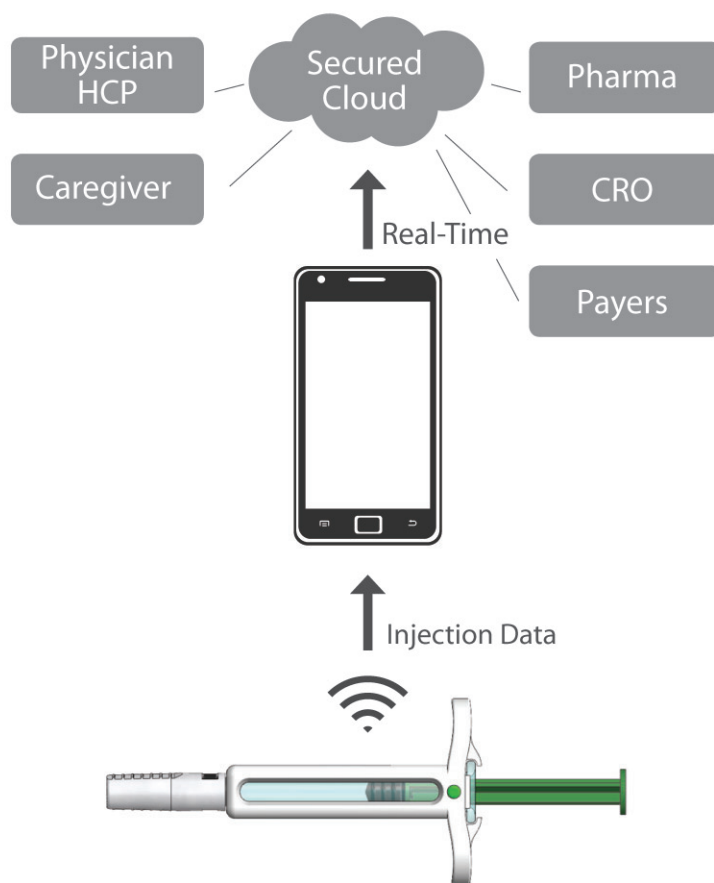 Physician
HCP
Secured
Cloud
Pharma
Caregiver
CRO
Real-Time
Payers
Injection Data